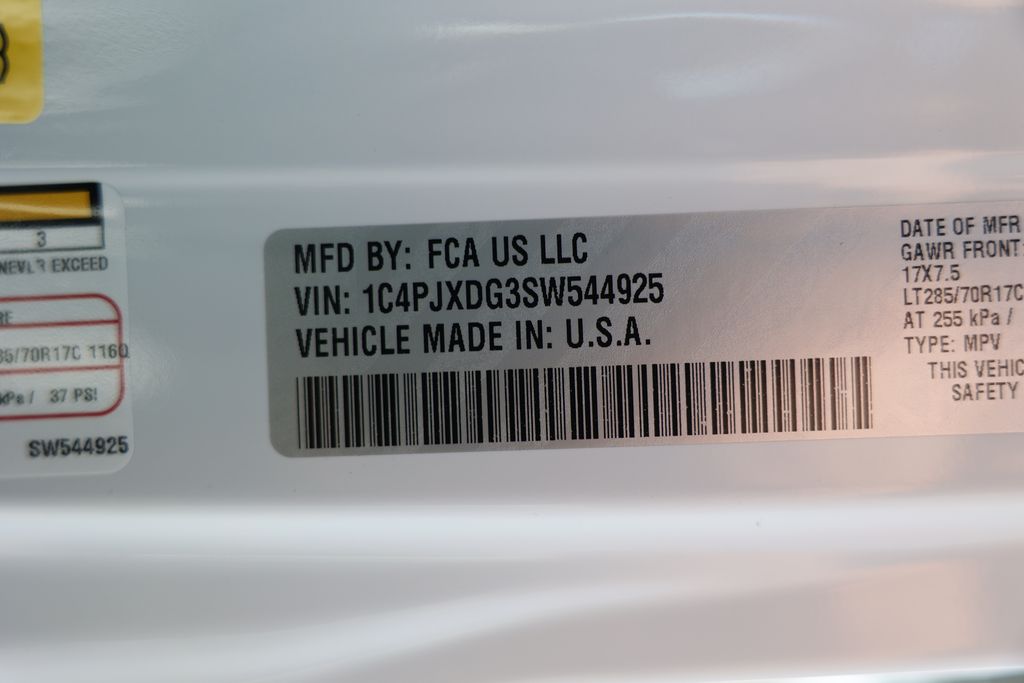 3
NEVER EXCEED
RE
85/70R17C 116Q
kPa / 37 PSI
SW544925
MFD BY: FCA US LLC
VIN: 1C4PJXDG3SW544925
VEHICLE MADE IN: U.S.A.
DATE OF MFR
GAWR FRONT:
17X7.5
LT285/70R17C
AT 255 kPa /
TYPE: MPV
THIS VEHIC
SAFETY